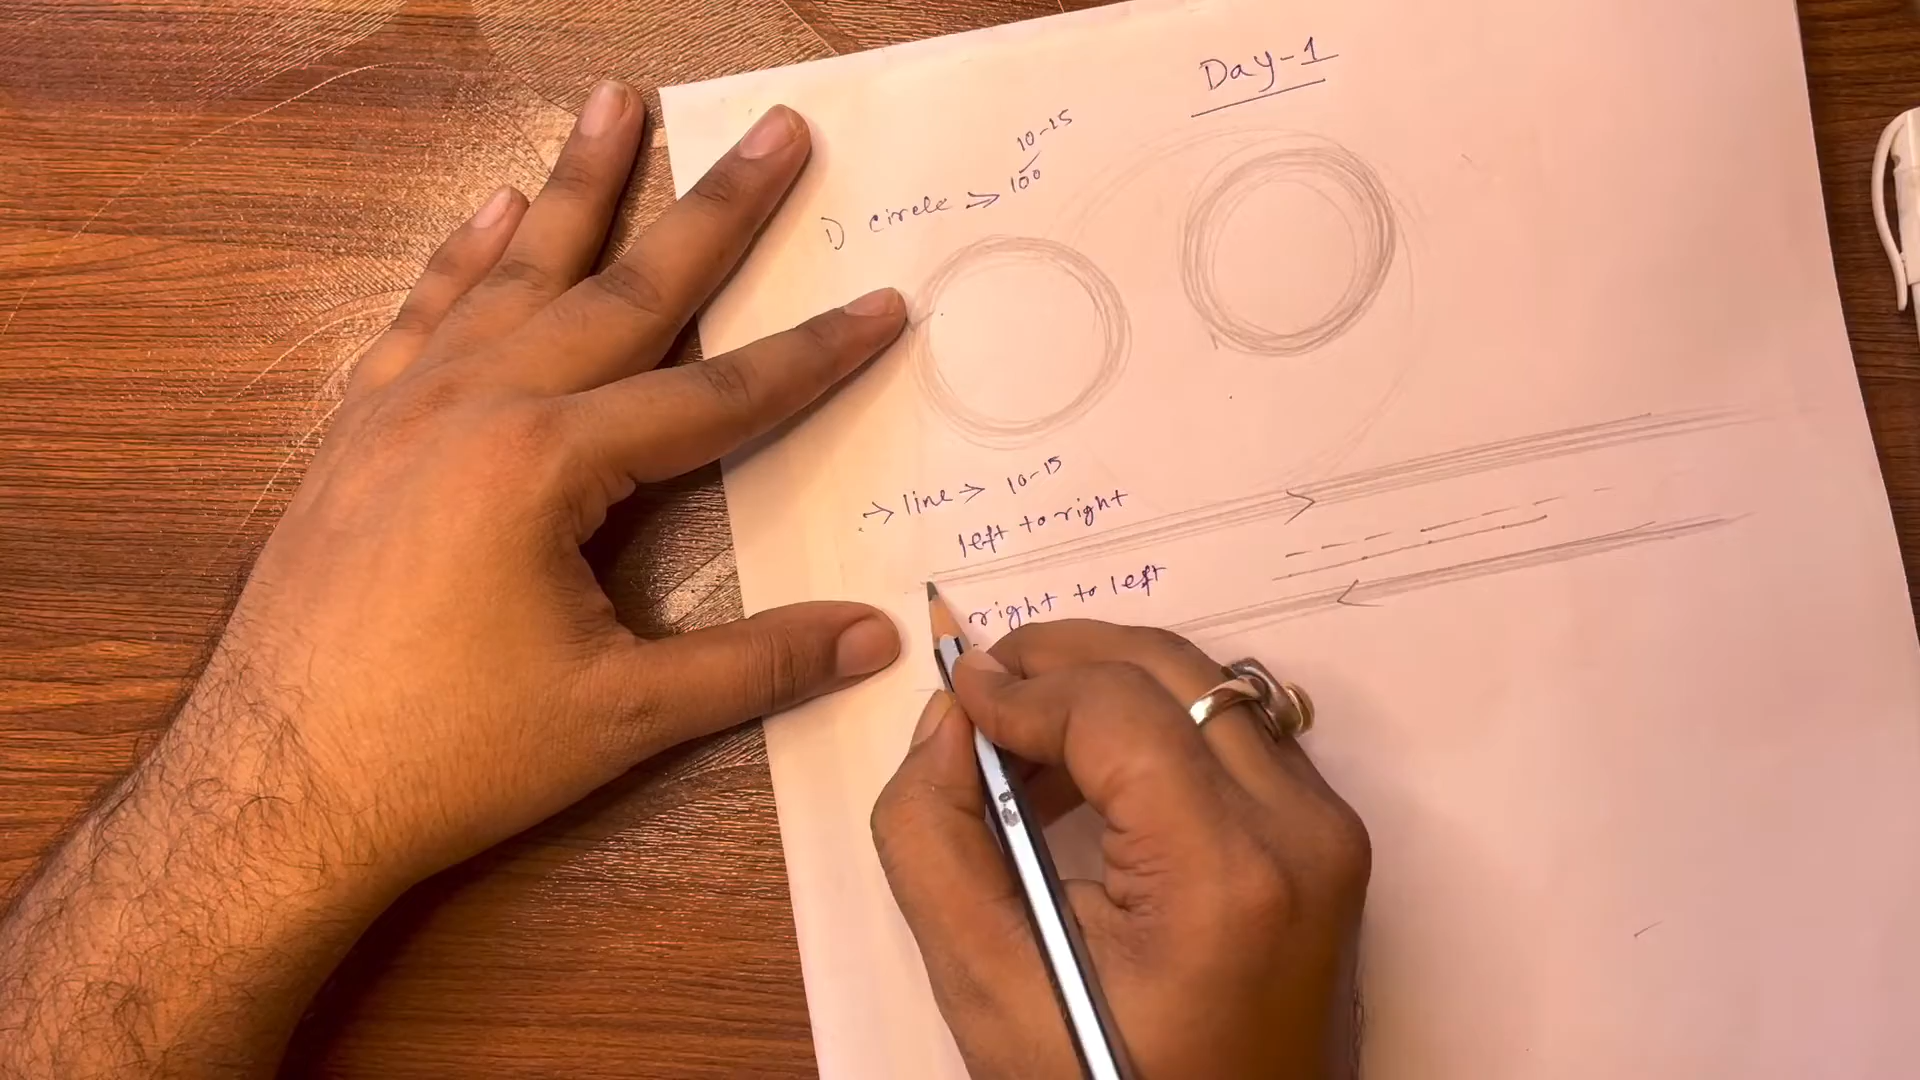 Day-1
10-15
1) circle → 100
→ line → 10-15
left to right
right to left